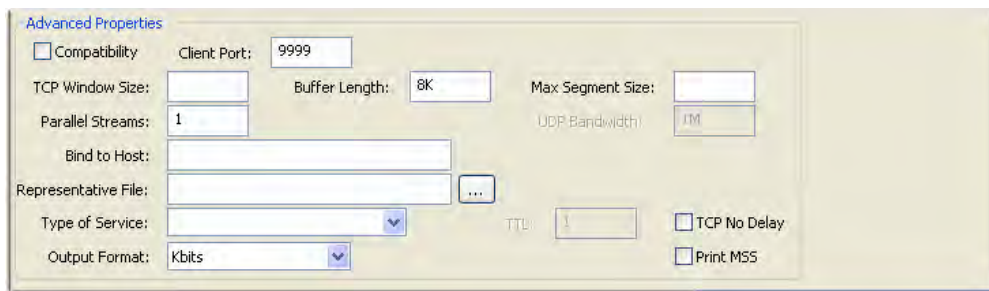 Advanced Properties
Compatibility Client Port: 9999
TCP Window Size: Buffer Length: 8K Max Segment Size:
Parallel Streams: 1 UDP Bandwidth: 1M
Bind to Host:
Representative File: ...
Type of Service: TTL 1 TCP No Delay
Output Format: Kbits Print MSS